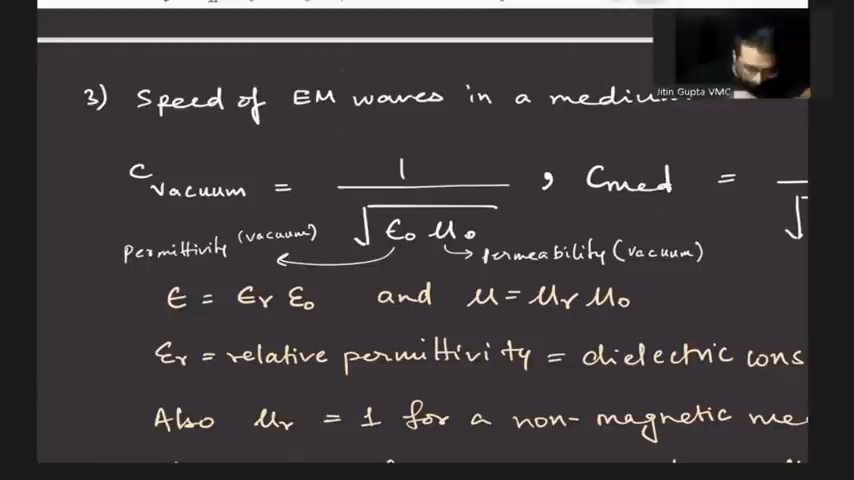 3) Speed of EM waves in a medium
Jitin Gupta VMC
C vacuum = 1 / √(ε₀ μ₀) , Cmed = √
Permittivity (vacuum)
permeability (vacuum)
ε = εr ε₀ and μ = μr μ₀
εr = relative permittivity = dielectric cons
Also μr = 1 for a non-magnetic me